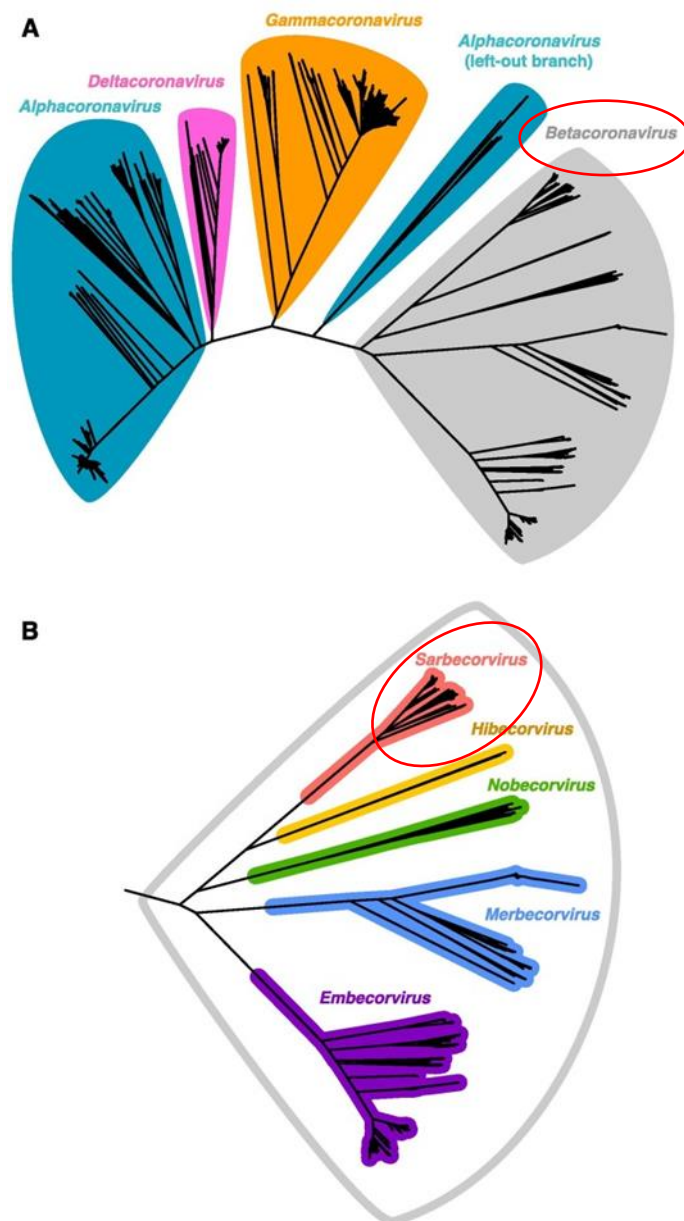 A
Gammacoronavirus
Alphacoronavirus
(left-out branch)
Deltacoronavirus
Alphacoronavirus
Betacoronavirus
B
Sarbecorvirus
Hibecorvirus
Nobecorvirus
Merbecorvirus
Embecorvirus